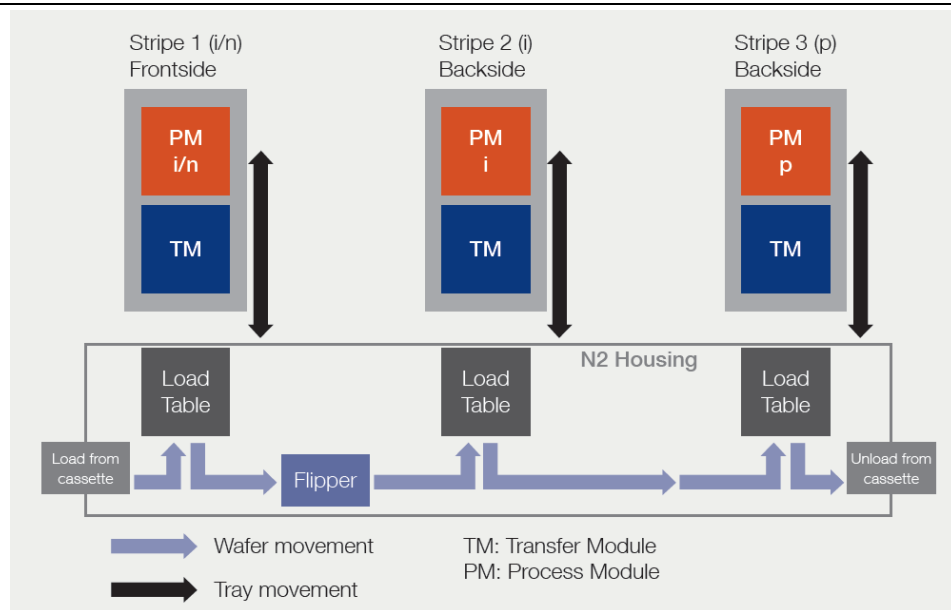 Stripe 1 (i/n)
Frontside
Stripe 2 (i)
Backside
Stripe 3 (p)
Backside
PM
i/n
PM
i
PM
p
TM
TM
TM
N2 Housing
Load
Table
Load
Table
Load
Table
Load from
cassette
Flipper
Unload from
cassette
Wafer movement
Tray movement
TM: Transfer Module
PM: Process Module